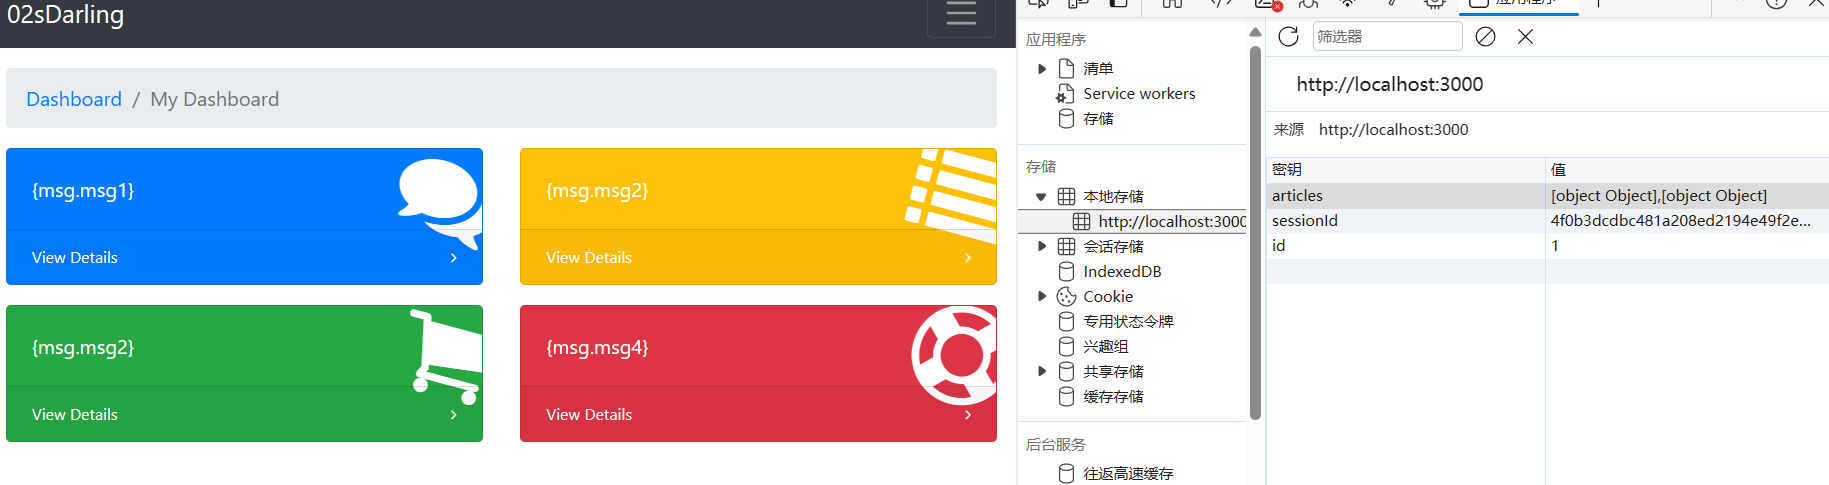 02sDarling
Dashboard / My Dashboard
{msg.msg1}
View Details
{msg.msg2}
View Details
{msg.msg2}
View Details
{msg.msg4}
View Details
应用程序
清单
Service workers
存储
存储
本地存储
http://localhost:3000
会话存储
IndexedDB
Cookie
专用状态令牌
兴趣组
共享存储
缓存存储
后台服务
往返高速缓存
筛选器
http://localhost:3000
来源 http://localhost:3000
密钥 值
articles [object Object],[object Object]
sessionId 4f0b3dcdbc481a208ed2194e49f2e...
id 1